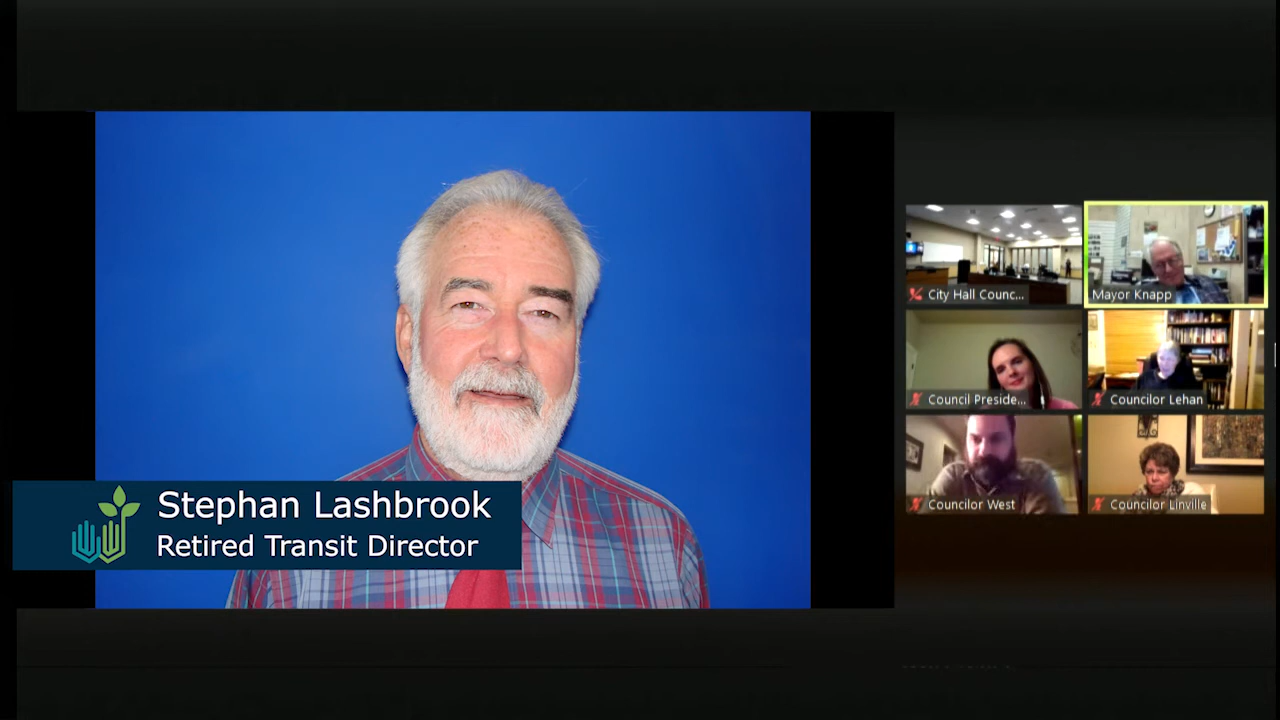 Stephan Lashbrook
Retired Transit Director
City Hall Counc...
Mayor Knapp
Council Preside...
Councilor Lehan
Councilor West
Councilor Linville